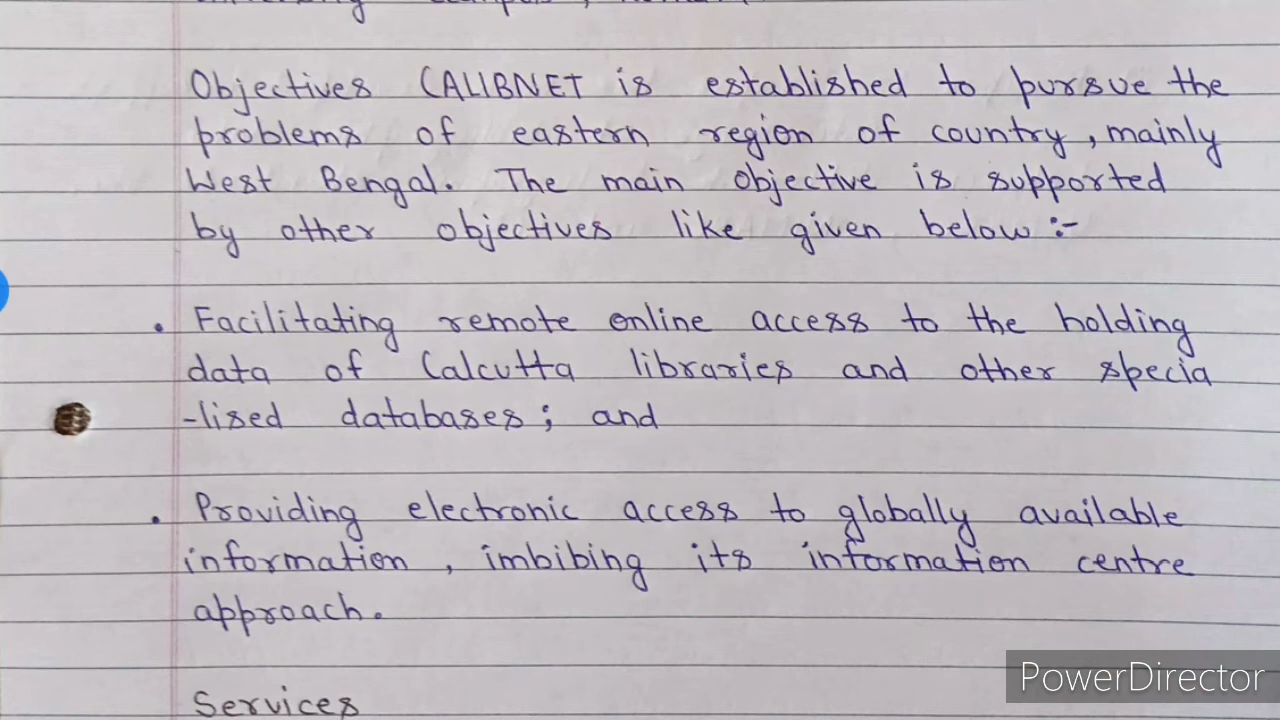 Objectives CALIBNET is established to pursue the
problems of eastern region of country, mainly
West Bengal. The main objective is supported
by other objectives like given below :-
• Facilitating remote online access to the holding
data of Calcutta libraries and other specia
-lised databases; and
• Providing electronic access to globally available
information, imbibing its information centre
approach.
Services
PowerDirector